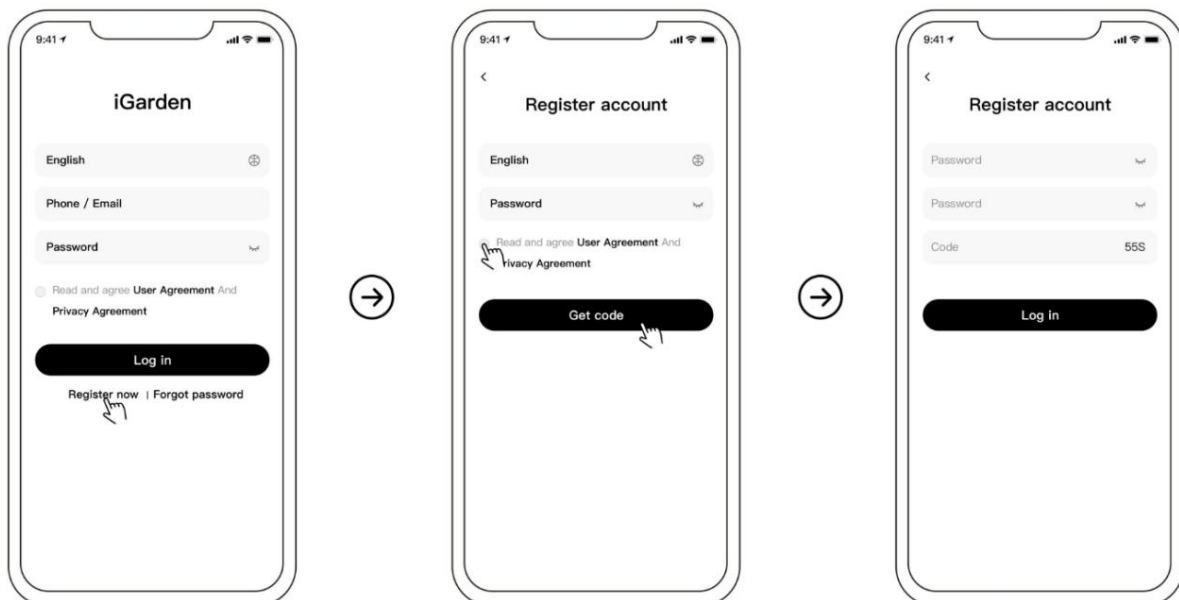 9:41
iGarden
English
Phone / Email
Password
Read and agree User Agreement And
Privacy Agreement
Log in
Register now | Forgot password
9:41
Register account
English
Password
Read and agree User Agreement And
rivacy Agreement
Get code
9:41
Register account
Password
Password
Code 55S
Log in